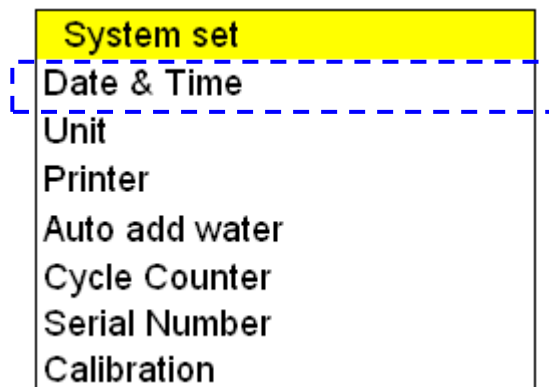 System set
Date & Time
Unit
Printer
Auto add water
Cycle Counter
Serial Number
Calibration